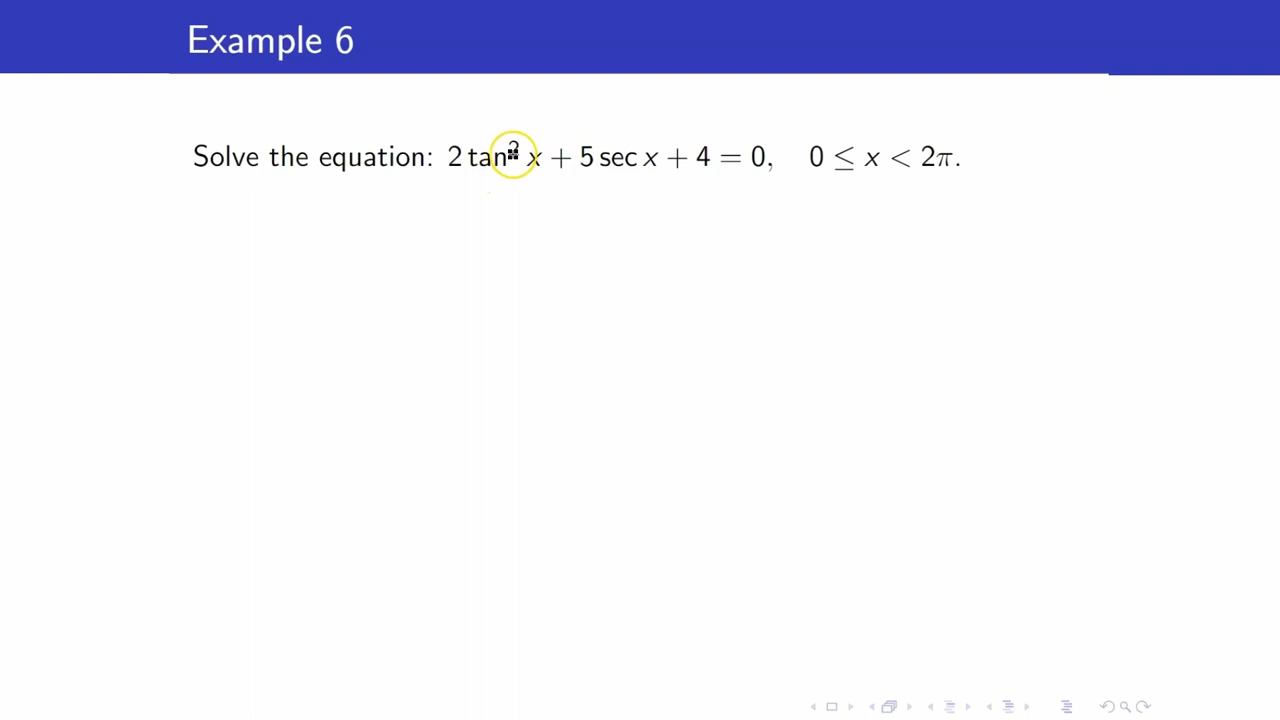 Example 6
Solve the equation: 2 tan² x + 5 sec x + 4 = 0, 0 ≤ x < 2π.